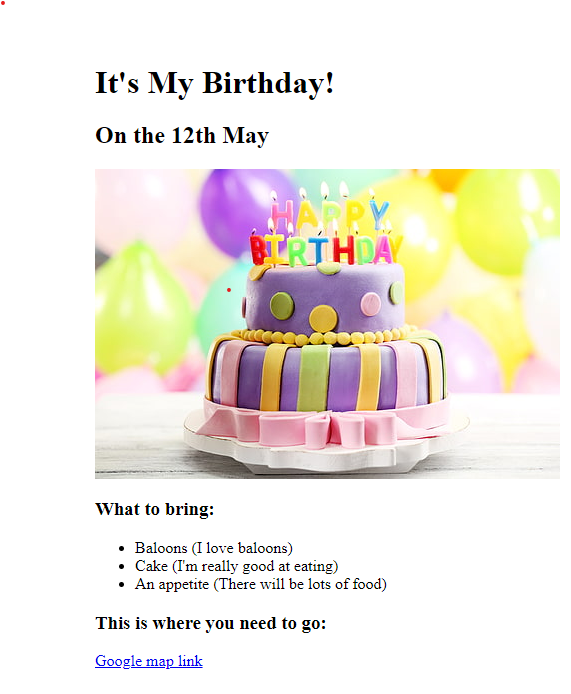 It's My Birthday!
On the 12th May
HAPPY
BIRTHDAY
What to bring:
Baloons (I love baloons)
Cake (I'm really good at eating)
An appetite (There will be lots of food)
This is where you need to go:
Google map link